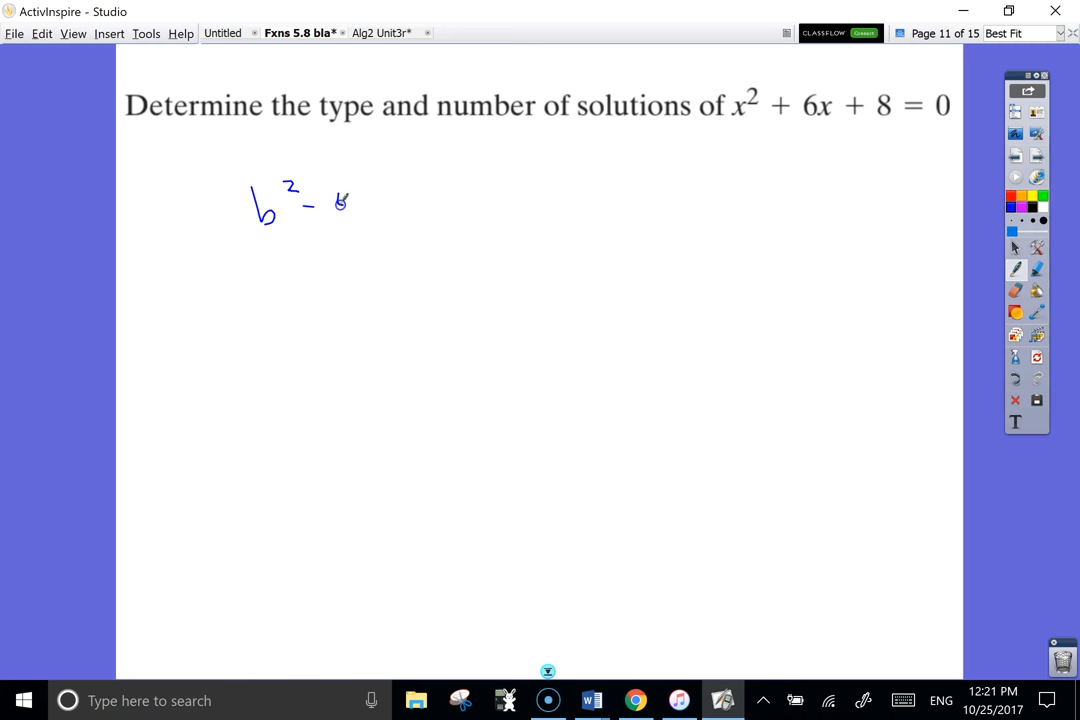 ActivInspire - Studio
File Edit View Insert Tools Help Untitled Fxns 5.8 bla* Alg2 Unit3r* CLASSFLOW Connect Page 11 of 15 Best Fit
Determine the type and number of solutions of x² + 6x + 8 = 0
b² -
T
Type here to search
ENG
12:21 PM
10/25/2017